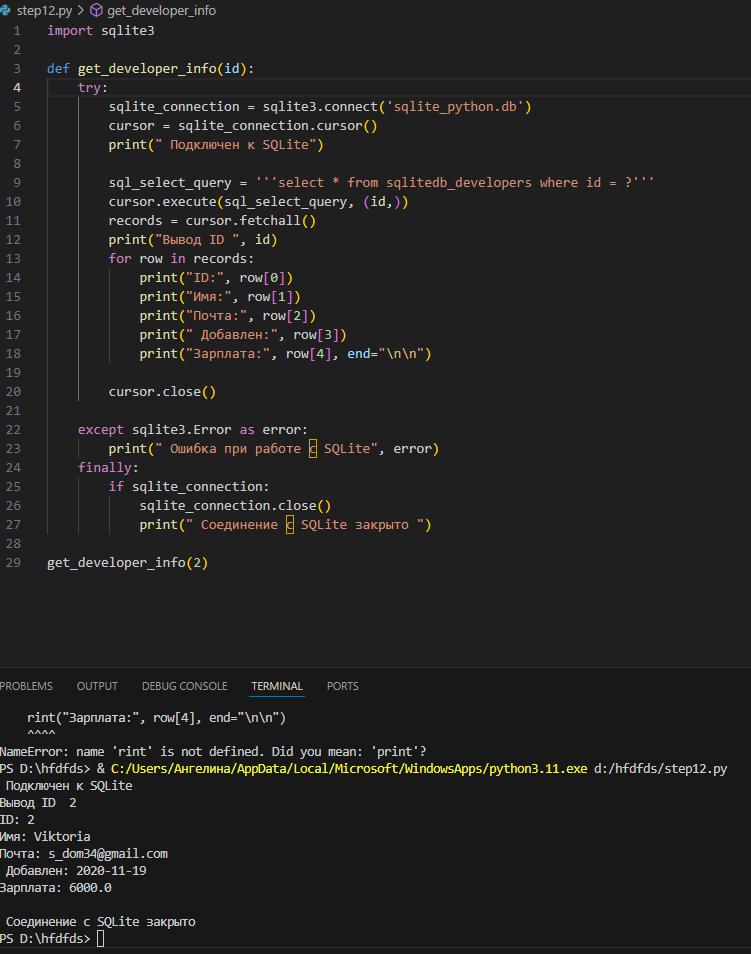 step12.py > get_developer_info
1 import sqlite3
2
3 def get_developer_info(id):
4     try:
5         sqlite_connection = sqlite3.connect('sqlite_python.db')
6         cursor = sqlite_connection.cursor()
7         print(" Подключен к SQLite")
8
9         sql_select_query = '''select * from sqlitedb_developers where id = ?'''
10         cursor.execute(sql_select_query, (id,))
11         records = cursor.fetchall()
12         print("Вывод ID ", id)
13         for row in records:
14             print("ID:", row[0])
15             print("Имя:", row[1])
16             print("Почта:", row[2])
17             print(" Добавлен:", row[3])
18             print("Зарплата:", row[4], end="\n\n")
19
20         cursor.close()
21
22     except sqlite3.Error as error:
23         print(" Ошибка при работе с SQLite", error)
24     finally:
25         if sqlite_connection:
26             sqlite_connection.close()
27             print(" Соединение с SQLite закрыто ")
28
29 get_developer_info(2)
PROBLEMS OUTPUT DEBUG CONSOLE TERMINAL PORTS
    rint("Зарплата:", row[4], end="\n\n")
    ^^^^
NameError: name 'rint' is not defined. Did you mean: 'print'?
PS D:\hfdfds> & C:/Users/Ангелина/AppData/Local/Microsoft/WindowsApps/python3.11.exe d:/hfdfds/step12.py
 Подключен к SQLite
Вывод ID  2
ID: 2
Имя: Viktoria
Почта: s_dom34@gmail.com
 Добавлен: 2020-11-19
Зарплата: 6000.0

 Соединение с SQLite закрыто
PS D:\hfdfds>